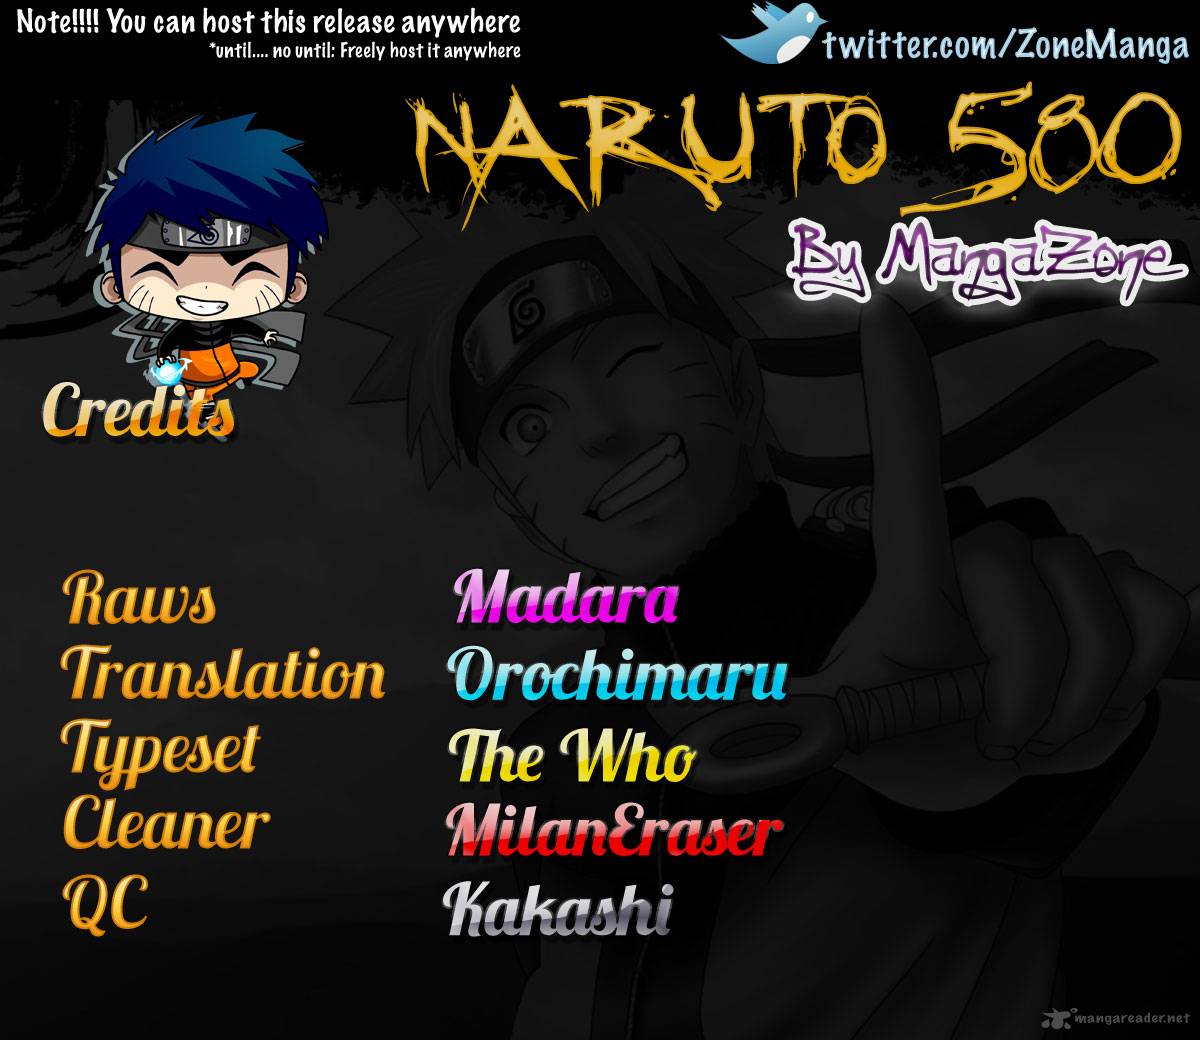 Note!!!! You can host this release anywhere
*until.... no until: Freely host it anywhere
twitter.com/ZoneManga
NARUTO 580
By MangaZone
Credits
Raws Madara
Translation Orochimaru
Typeset The Who
Cleaner MilanEraser
QC Kakashi
mangareader.net